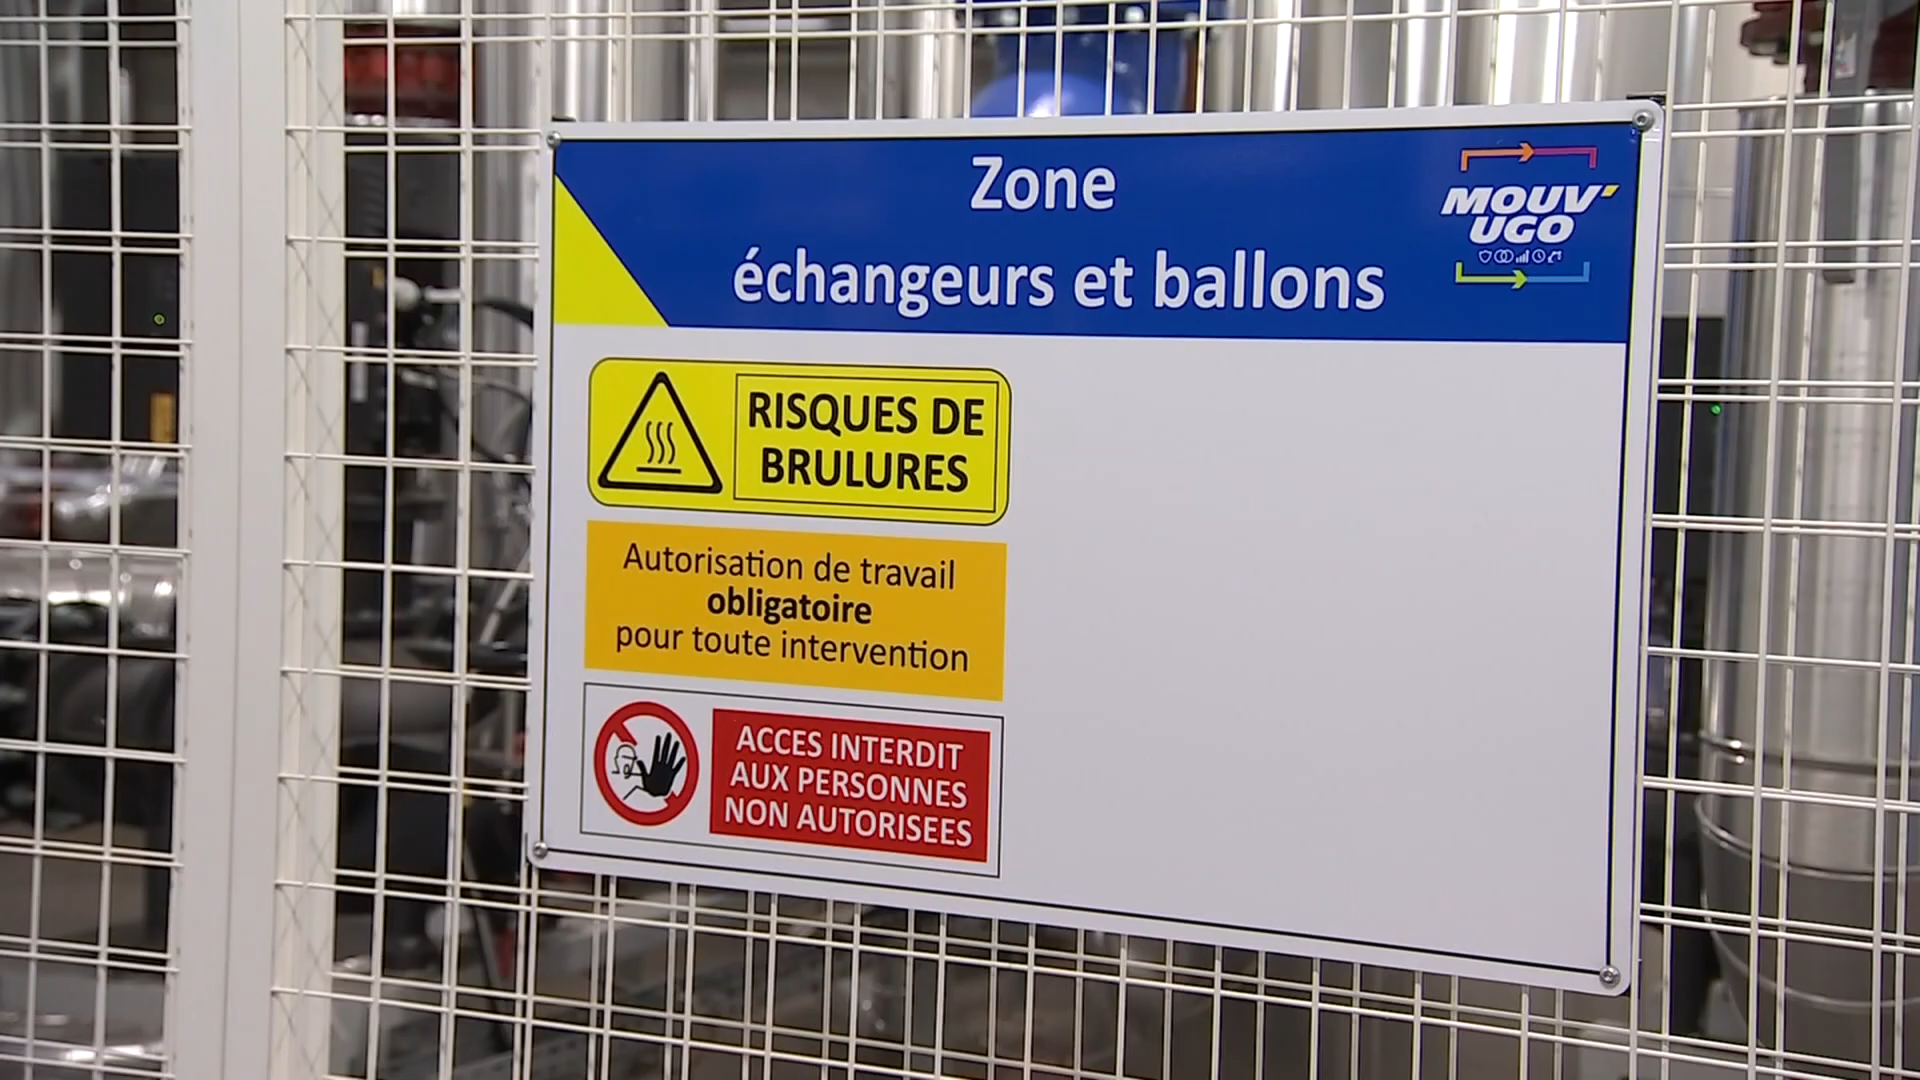 Zone
échangeurs et ballons
MOUV'
UGO
RISQUES DE
BRULURES
Autorisation de travail
obligatoire
pour toute intervention
ACCES INTERDIT
AUX PERSONNES
NON AUTORISEES